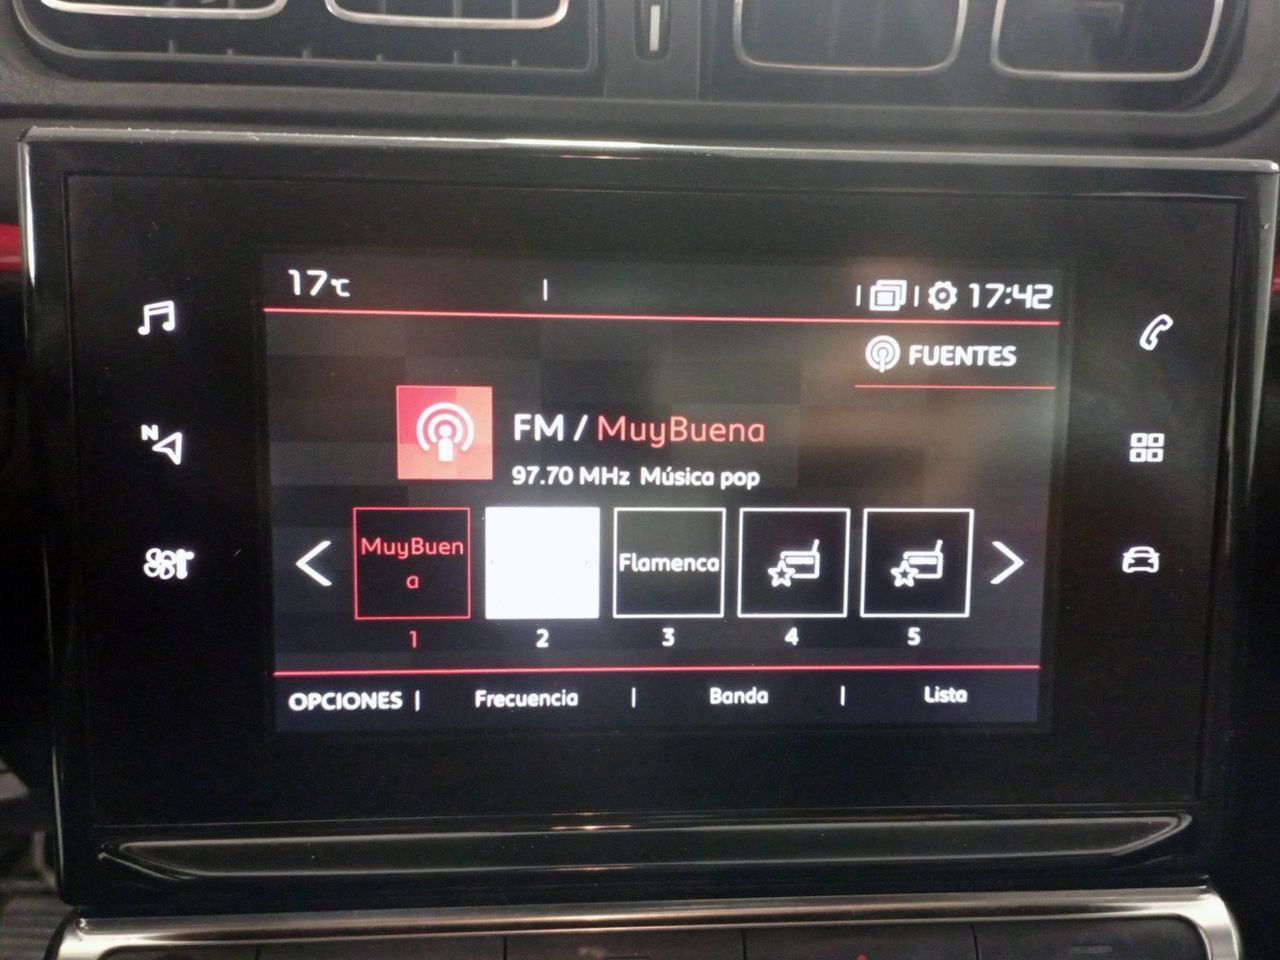 17°C
17:42
FUENTES
FM / MuyBuena
97.70 MHz Música pop
MuyBuen
a
Flamenca
1 2 3 4 5
OPCIONES Frecuencia Banda Lista
N